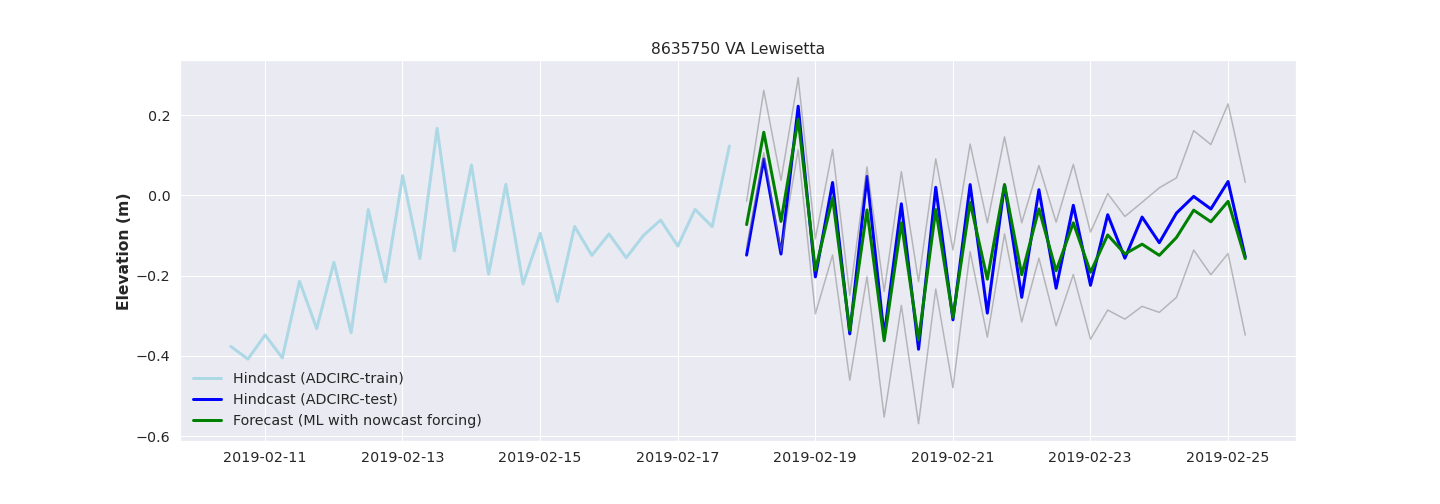 8635750 VA Lewisetta
Elevation (m)
0.2
0.0
−0.2
−0.4
−0.6
Hindcast (ADCIRC-train)
Hindcast (ADCIRC-test)
Forecast (ML with nowcast forcing)
2019-02-11 2019-02-13 2019-02-15 2019-02-17 2019-02-19 2019-02-21 2019-02-23 2019-02-25